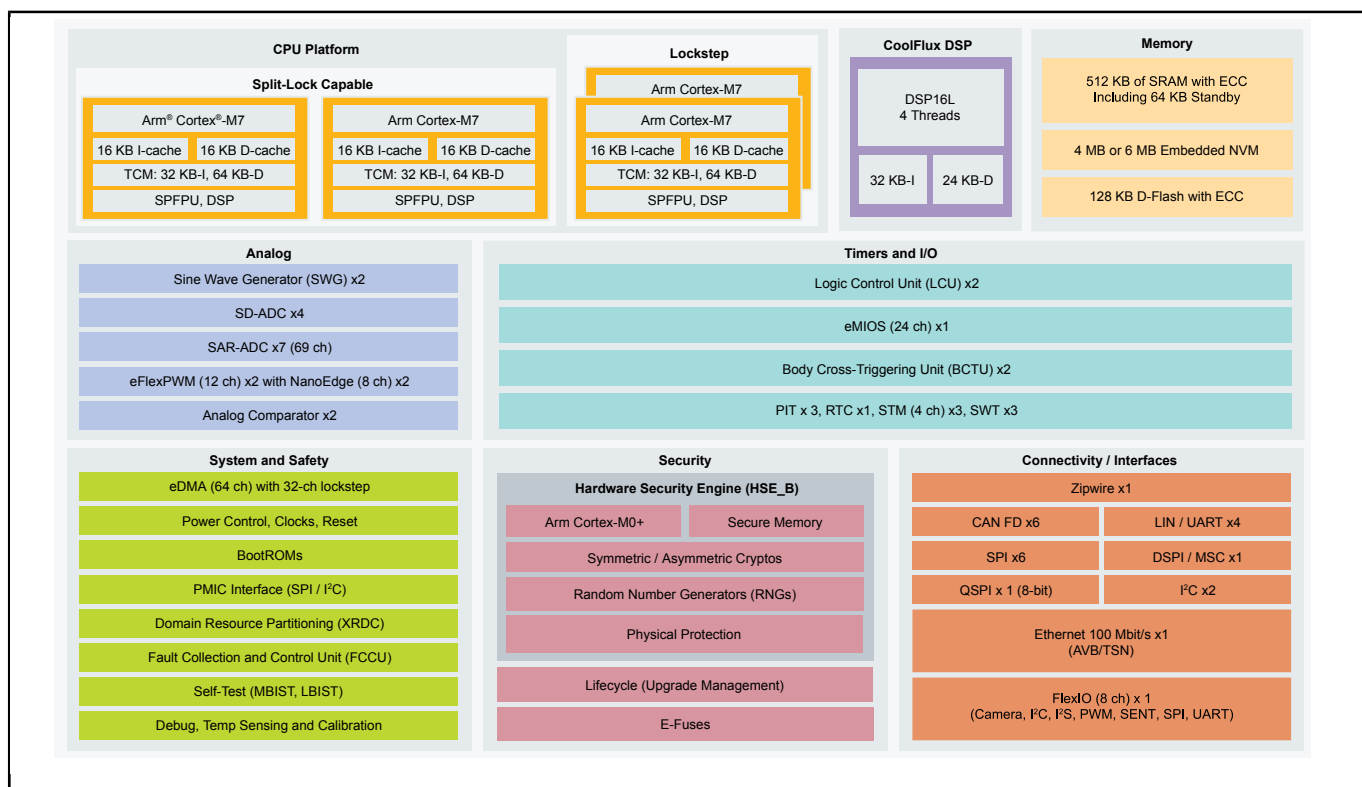 CPU Platform
Split-Lock Capable
Arm® Cortex®-M7
16 KB I-cache
16 KB D-cache
TCM: 32 KB-I, 64 KB-D
SPFPU, DSP
Arm Cortex-M7
16 KB I-cache
16 KB D-cache
TCM: 32 KB-I, 64 KB-D
SPFPU, DSP
Lockstep
Arm Cortex-M7
Arm Cortex-M7
16 KB I-cache
16 KB D-cache
TCM: 32 KB-I, 64 KB-D
SPFPU, DSP
CoolFlux DSP
DSP16L
4 Threads
32 KB-I
24 KB-D
Memory
512 KB of SRAM with ECC
Including 64 KB Standby
4 MB or 6 MB Embedded NVM
128 KB D-Flash with ECC
Analog
Sine Wave Generator (SWG) x2
SD-ADC x4
SAR-ADC x7 (69 ch)
eFlexPWM (12 ch) x2 with NanoEdge (8 ch) x2
Analog Comparator x2
Timers and I/O
Logic Control Unit (LCU) x2
eMIOS (24 ch) x1
Body Cross-Triggering Unit (BCTU) x2
PIT x 3, RTC x1, STM (4 ch) x3, SWT x3
System and Safety
eDMA (64 ch) with 32-ch lockstep
Power Control, Clocks, Reset
BootROMs
PMIC Interface (SPI / I²C)
Domain Resource Partitioning (XRDC)
Fault Collection and Control Unit (FCCU)
Self-Test (MBIST, LBIST)
Debug, Temp Sensing and Calibration
Security
Hardware Security Engine (HSE_B)
Arm Cortex-M0+
Secure Memory
Symmetric / Asymmetric Cryptos
Random Number Generators (RNGs)
Physical Protection
Lifecycle (Upgrade Management)
E-Fuses
Connectivity / Interfaces
Zipwire x1
CAN FD x6
LIN / UART x4
SPI x6
DSPI / MSC x1
QSPI x 1 (8-bit)
I²C x2
Ethernet 100 Mbit/s x1
(AVB/TSN)
FlexIO (8 ch) x 1
(Camera, I²C, I²S, PWM, SENT, SPI, UART)